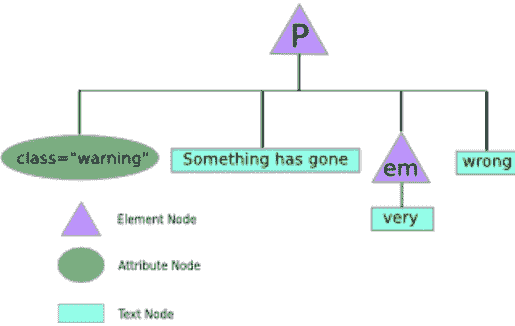 P
class="warning"
Something has gone
em
wrong
very
Element Node
Attribute Node
Text Node